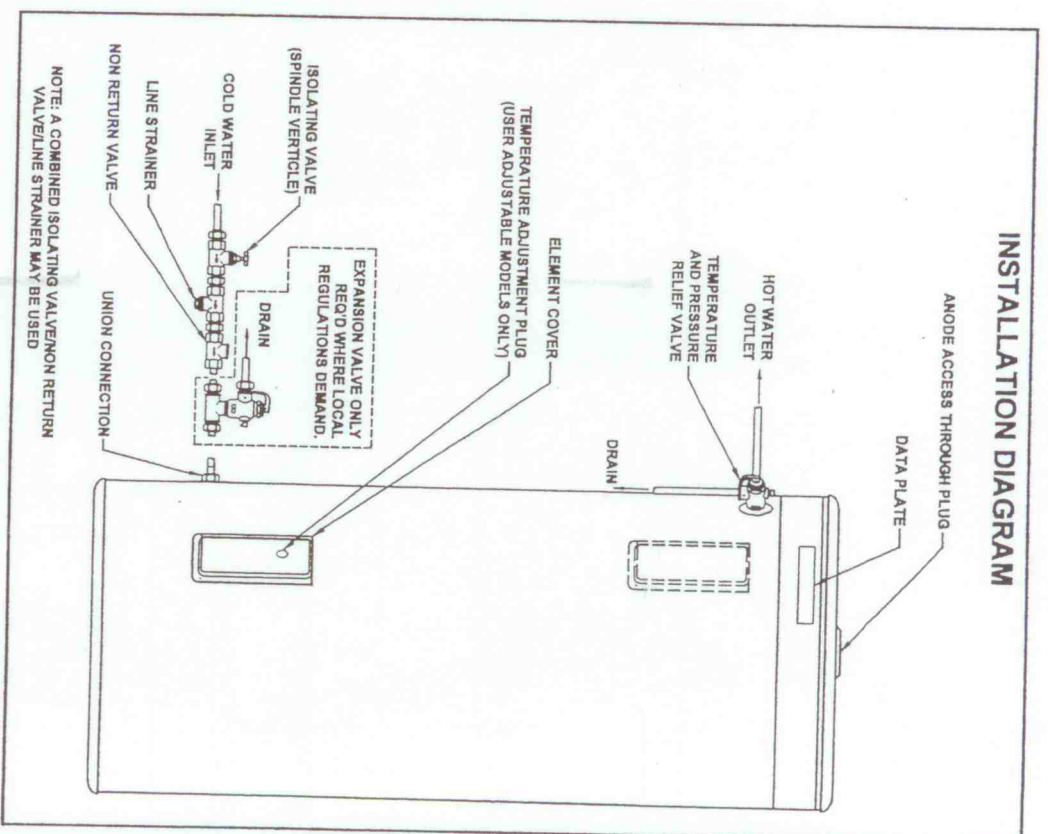 INSTALLATION DIAGRAM
ANODE ACCESS THROUGH PLUG
DATA PLATE
HOT WATER
OUTLET
TEMPERATURE
AND PRESSURE
RELIEF VALVE
DRAIN
ELEMENT COVER
TEMPERATURE ADJUSTMENT PLUG
(USER ADJUSTABLE MODELS ONLY)
EXPANSION VALVE ONLY
REQ'D WHERE LOCAL
REGULATIONS DEMAND.
DRAIN
ISOLATING VALVE
(SPINDLE VERTICLE)
COLD WATER
INLET
LINE STRAINER
NON RETURN VALVE
UNION CONNECTION
NOTE: A COMBINED ISOLATING VALVE/NON RETURN
VALVE/LINE STRAINER MAY BE USED